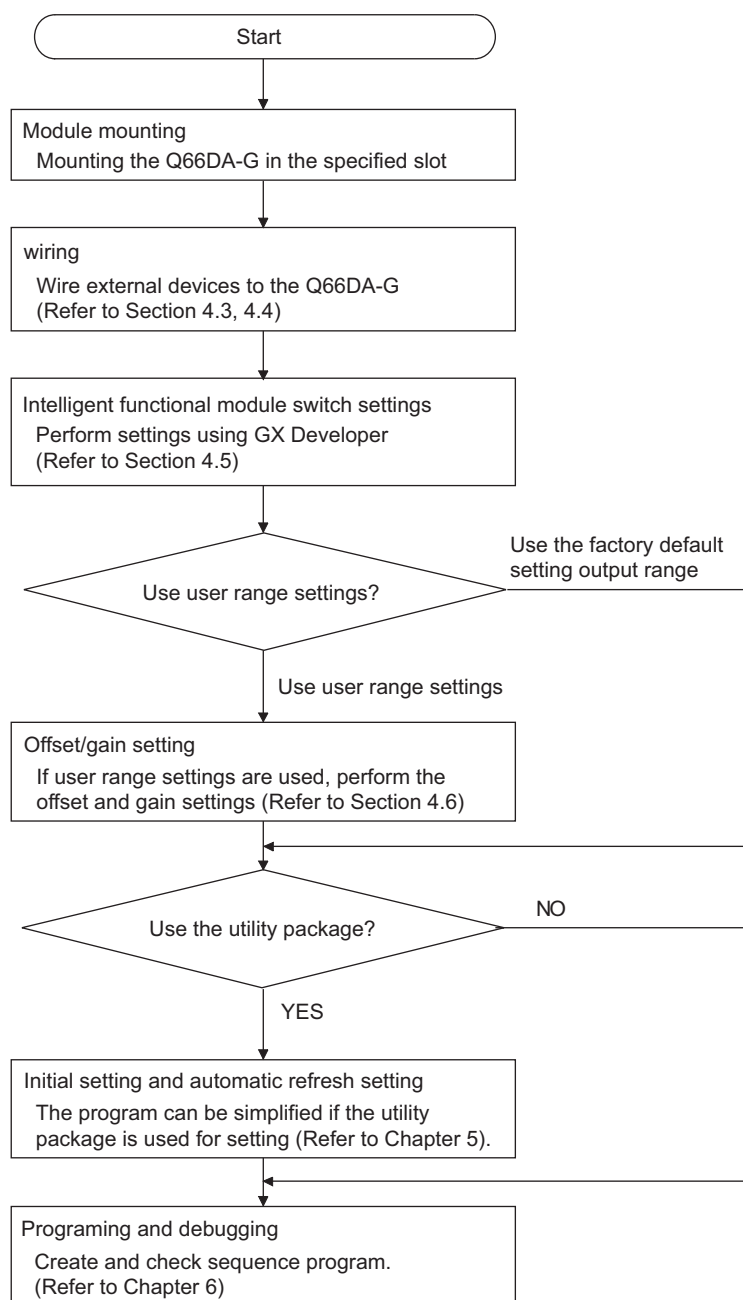 Start
Module mounting
Mounting the Q66DA-G in the specified slot
wiring
Wire external devices to the Q66DA-G
(Refer to Section 4.3, 4.4)
Intelligent functional module switch settings
Perform settings using GX Developer
(Refer to Section 4.5)
Use the factory default
setting output range
Use user range settings?
Use user range settings
Offset/gain setting
If user range settings are used, perform the
offset and gain settings (Refer to Section 4.6)
NO
Use the utility package?
YES
Initial setting and automatic refresh setting
The program can be simplified if the utility
package is used for setting (Refer to Chapter 5).
Programing and debugging
Create and check sequence program.
(Refer to Chapter 6)